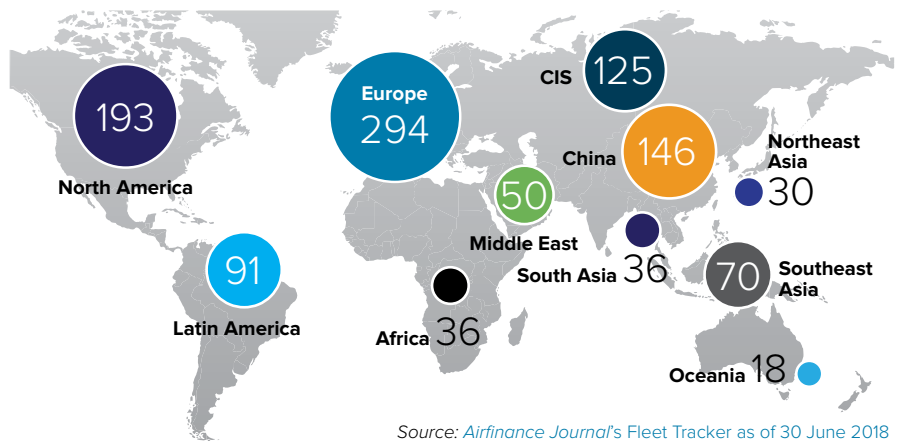 193
North America
Europe
294
CIS
125
China
146
Northeast
Asia
30
50
Middle East
South Asia 36
91
Latin America
Africa 36
70
Southeast
Asia
Oceania 18
Source: Airfinance Journal's Fleet Tracker as of 30 June 2018